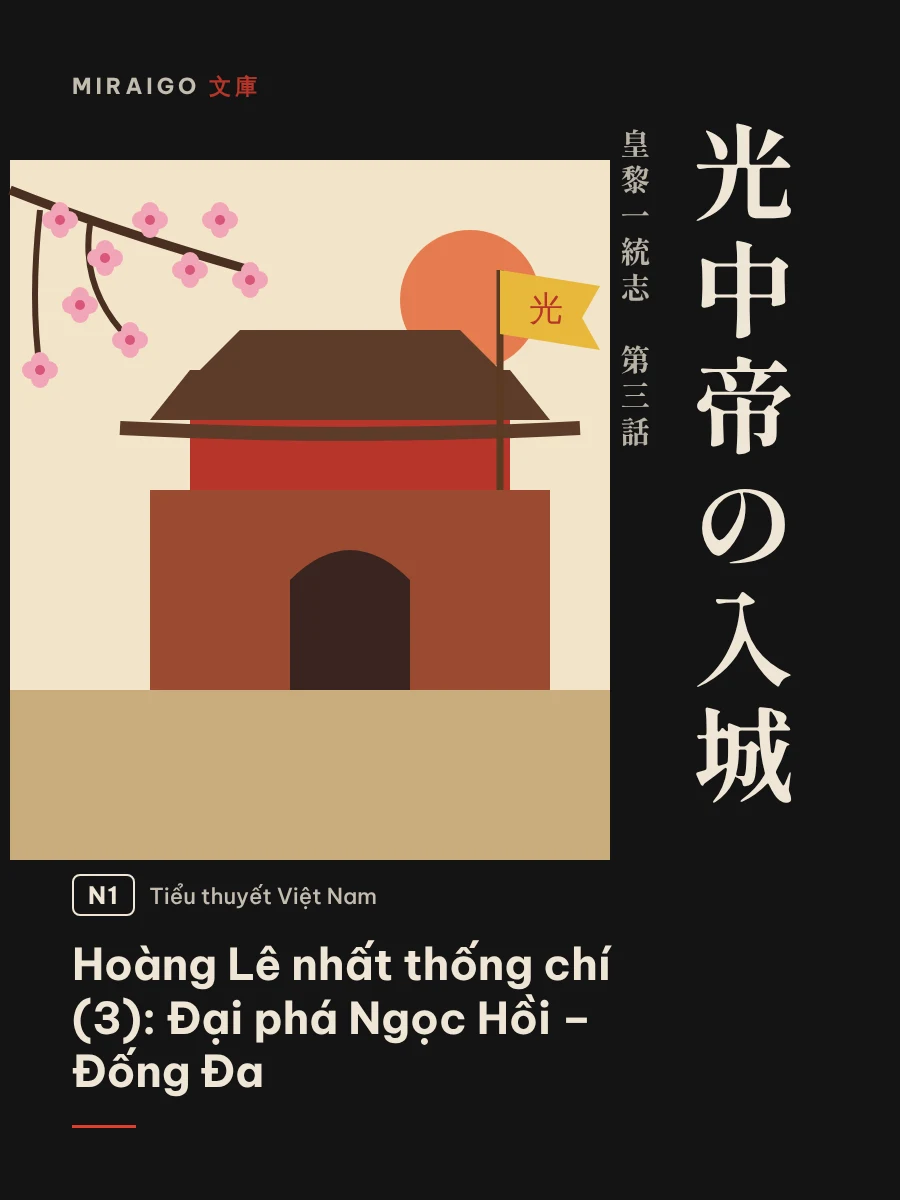 MIRAIGO 文庫
光中帝の入城
皇黎一統志　第三話
光
N1
Tiểu thuyết Việt Nam
Hoàng Lê nhất thống chí
(3): Đại phá Ngọc Hồi –
Đống Đa